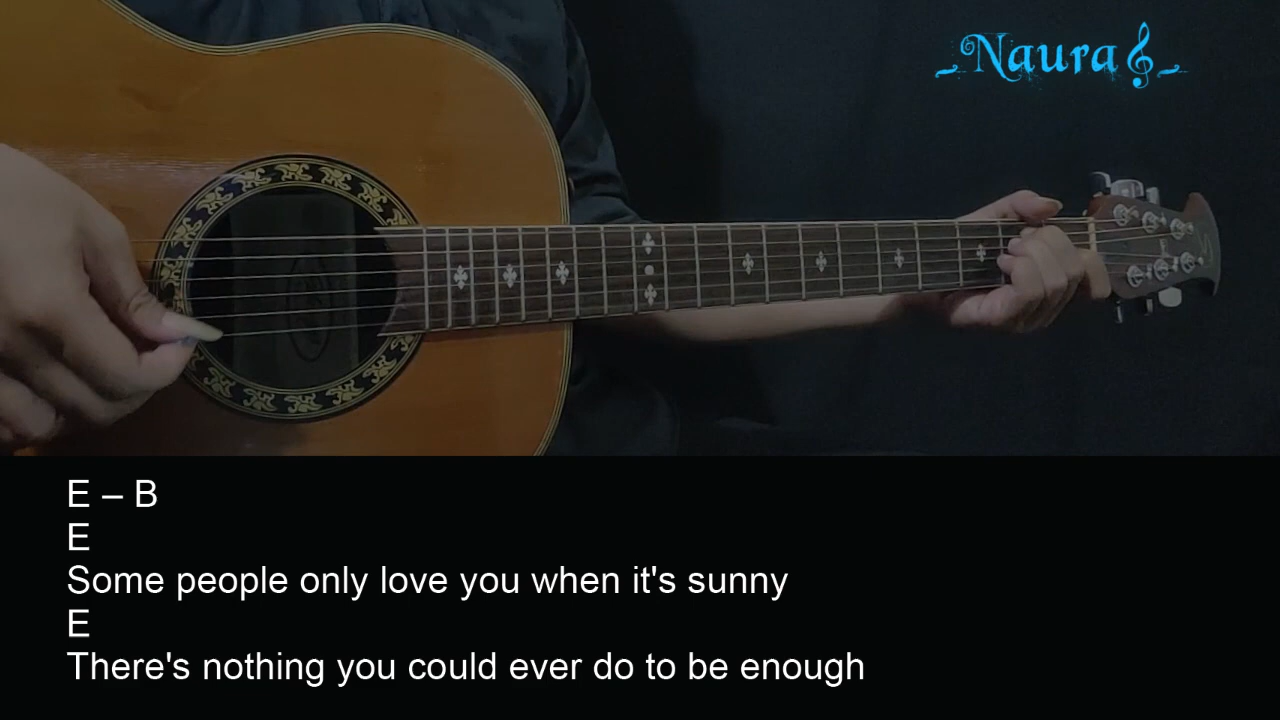 Naura
E – B
E
Some people only love you when it's sunny
E
There's nothing you could ever do to be enough